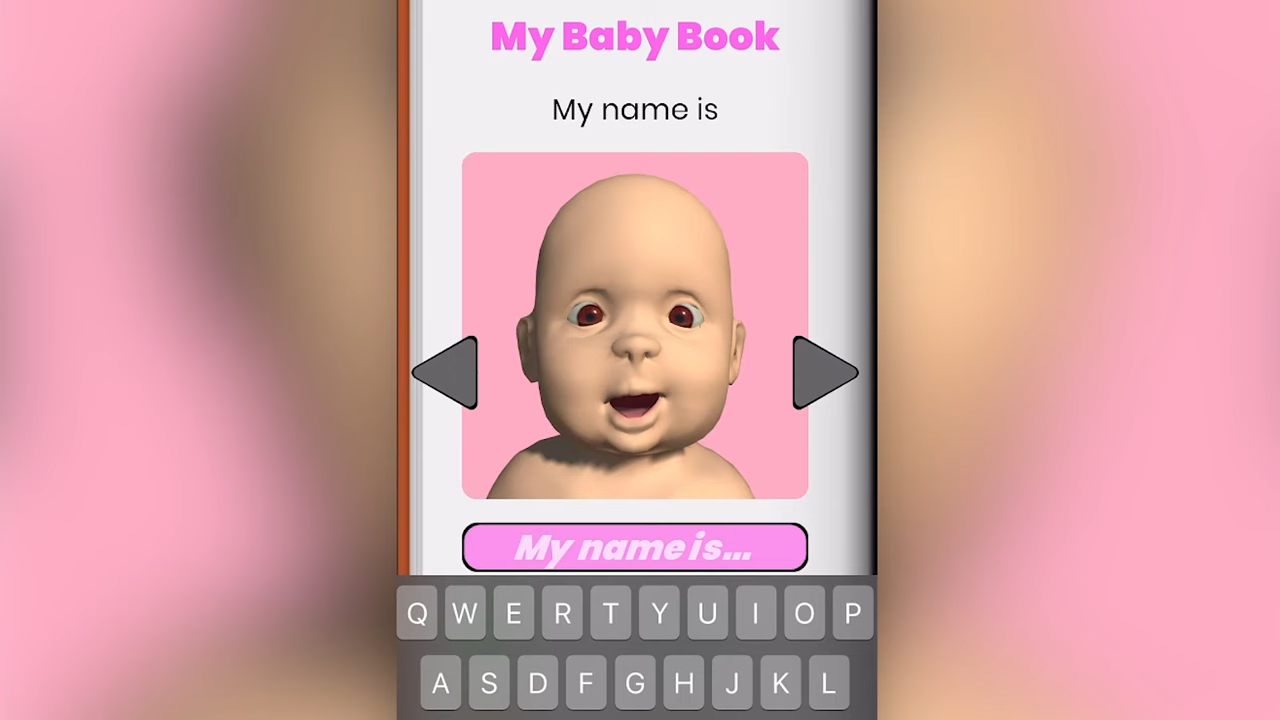 My Baby Book
My name is
My name is...
Q W E R T Y U I O P
A S D F G H J K L